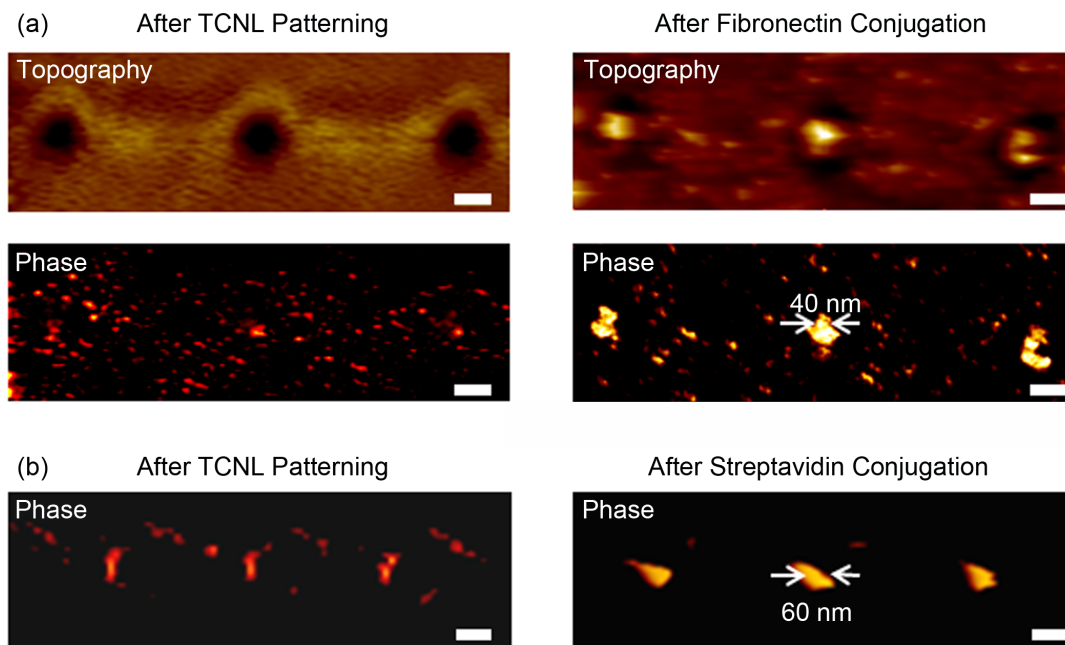 (a)
After TCNL Patterning
After Fibronectin Conjugation
Topography
Topography
Phase
Phase
40 nm
(b)
After TCNL Patterning
After Streptavidin Conjugation
Phase
Phase
60 nm